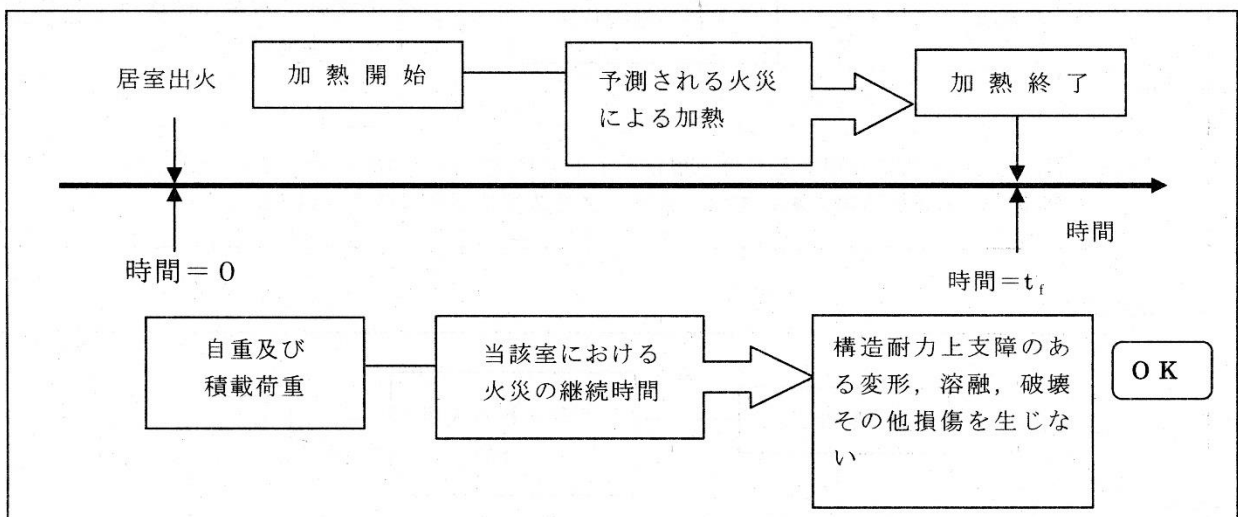 居室出火
加熱開始
予測される火災
による加熱
加熱終了
時間
時間＝0
時間＝tf
自重及び
積載荷重
当該室における
火災の継続時間
構造耐力上支障のあ
る変形，溶融，破壊
その他損傷を生じな
い
ＯＫ